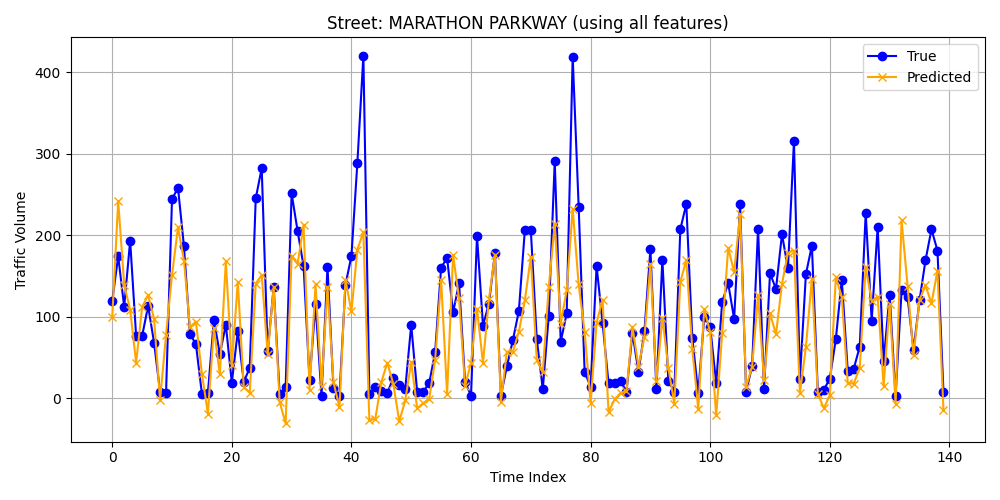 Street: MARATHON PARKWAY (using all features)
True
Predicted
Traffic Volume
400
300
200
100
0
0 20 40 60 80 100 120 140
Time Index